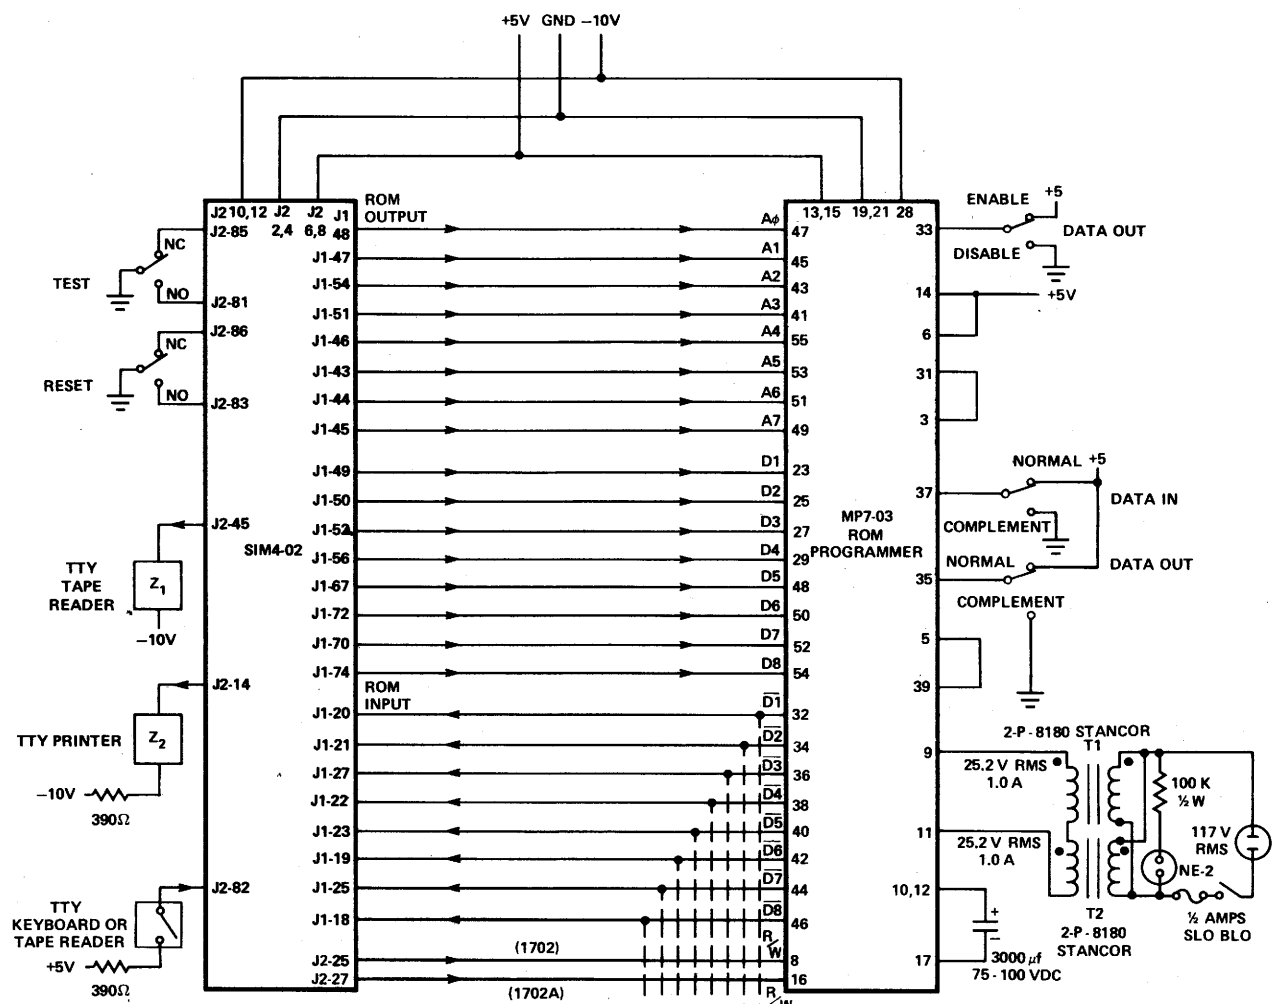 +5V GND −10V
J2 10,12 J2 2,4 J2 6,8 J1 48
ROM OUTPUT
13,15 19,21 28
J2-85
J2-81
J2-86
J2-83
J2-45
J2-14
J2-82
TEST
NC
NO
RESET
NC
NO
TTY TAPE READER
Z1
−10V
TTY PRINTER
Z2
−10V
390Ω
TTY KEYBOARD OR TAPE READER
+5V
390Ω
SIM4-02
Aϕ 47
J1-47 A1 45
J1-54 A2 43
J1-51 A3 41
J1-46 A4 55
J1-43 A5 53
J1-44 A6 51
J1-45 A7 49
J1-49 D1 23
J1-50 D2 25
J1-52 D3 27
J1-56 D4 29
J1-67 D5 48
J1-72 D6 50
J1-70 D7 52
J1-74 D8 54
ROM INPUT
J1-20 D̅1̅ 32
J1-21 D̅2̅ 34
J1-27 D̅3̅ 36
J1-22 D̅4̅ 38
J1-23 D̅5̅ 40
J1-19 D̅6̅ 42
J1-25 D̅7̅ 44
J1-18 D̅8̅ 46
J2-25 (1702) R/W 8
J2-27 (1702A) R/W 16
MP7-03
ROM
PROGRAMMER
33
ENABLE +5
DATA OUT
DISABLE
14 +5V
6
31
3
37
NORMAL +5
DATA IN
COMPLEMENT
35
NORMAL
DATA OUT
COMPLEMENT
5
39
9
2-P-8180 STANCOR
T1
25.2 V RMS
1.0 A
100 K
½ W
11
25.2 V RMS
1.0 A
117 V
RMS
NE-2
10,12
T2
2-P-8180
STANCOR
½ AMPS
SLO BLO
+
−
17
3000 μf
75-100 VDC